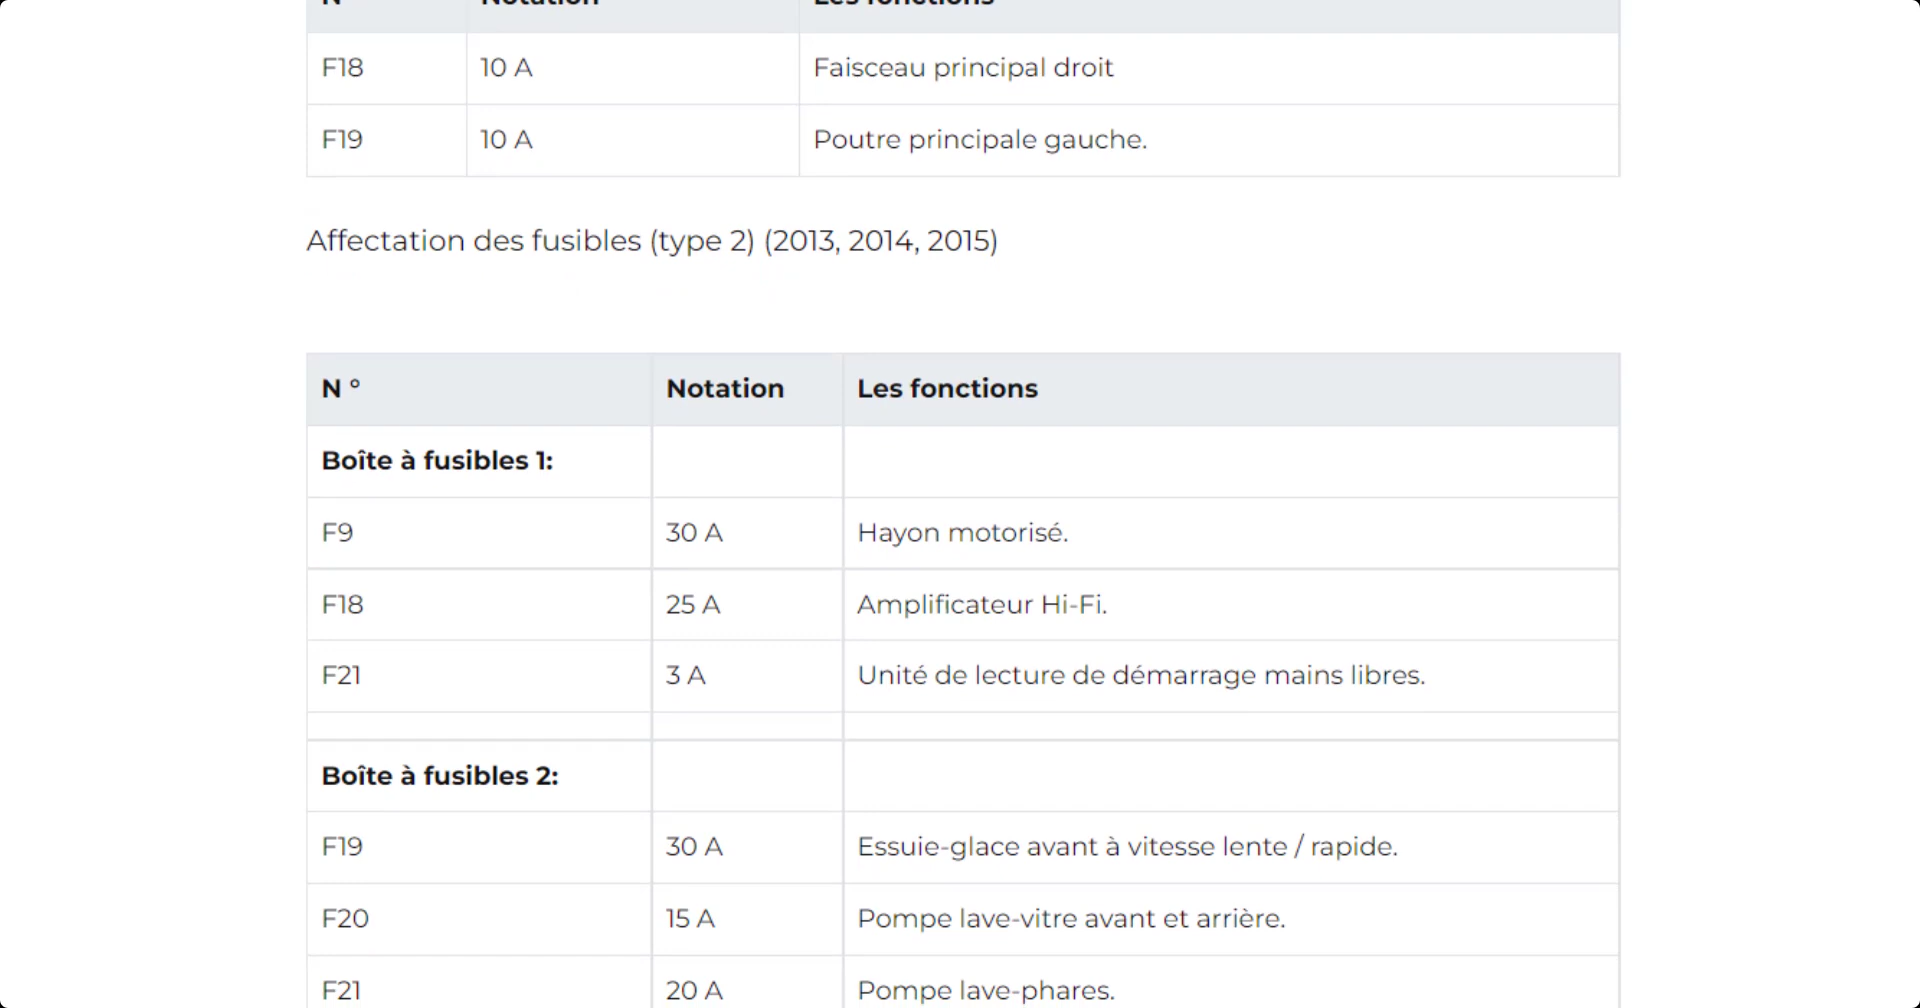 N° Notation Les fonctions
F18 10 A Faisceau principal droit
F19 10 A Poutre principale gauche.
Affectation des fusibles (type 2) (2013, 2014, 2015)
N ° Notation Les fonctions
Boîte à fusibles 1:
F9 30 A Hayon motorisé.
F18 25 A Amplificateur Hi-Fi.
F21 3 A Unité de lecture de démarrage mains libres.
Boîte à fusibles 2:
F19 30 A Essuie-glace avant à vitesse lente / rapide.
F20 15 A Pompe lave-vitre avant et arrière.
F21 20 A Pompe lave-phares.